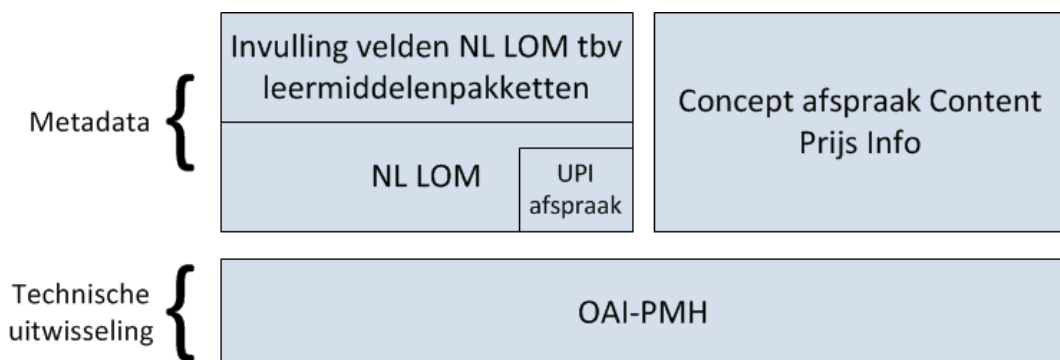 Metadata
Invulling velden NL LOM tbv
leermiddelenpakketten
NL LOM
UPI
afspraak
Concept afspraak Content
Prijs Info
Technische
uitwisseling
OAI-PMH